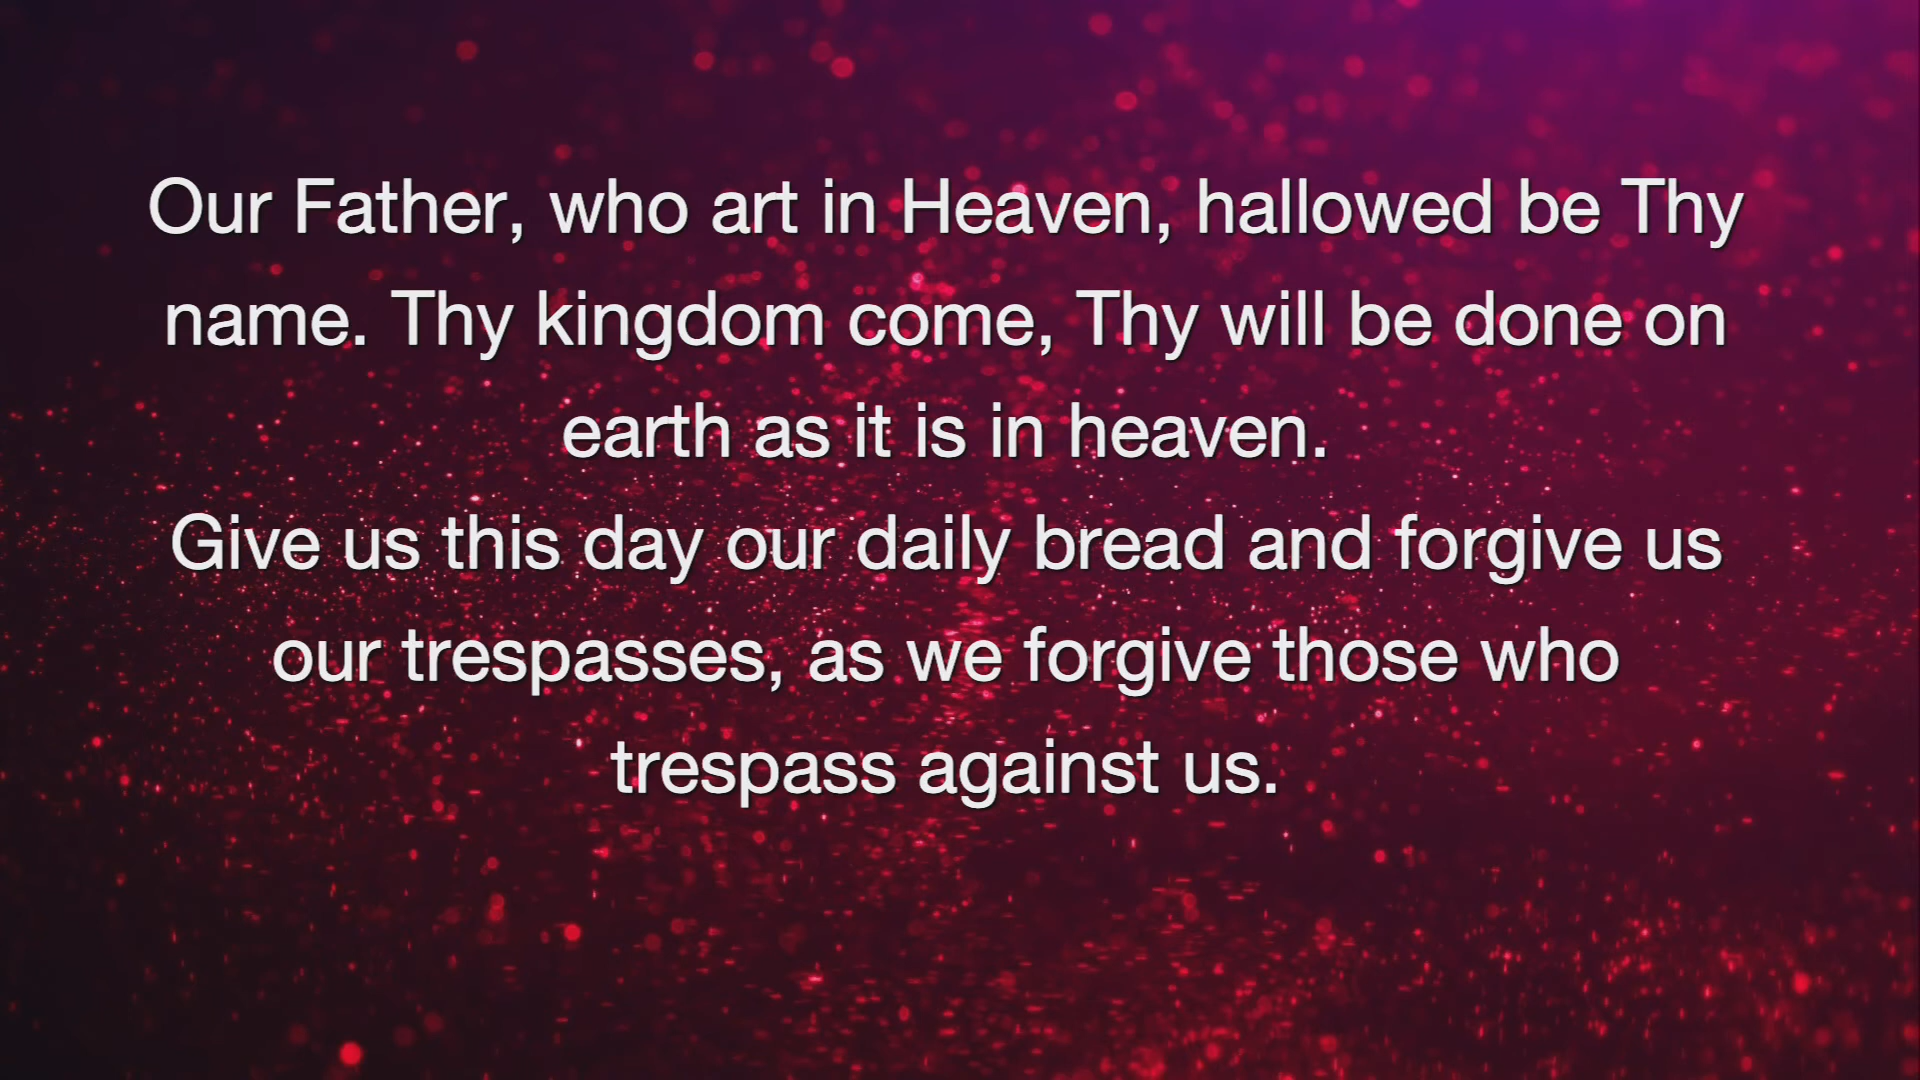 Our Father, who art in Heaven, hallowed be Thy
name. Thy kingdom come, Thy will be done on
earth as it is in heaven.
Give us this day our daily bread and forgive us
our trespasses, as we forgive those who
trespass against us.